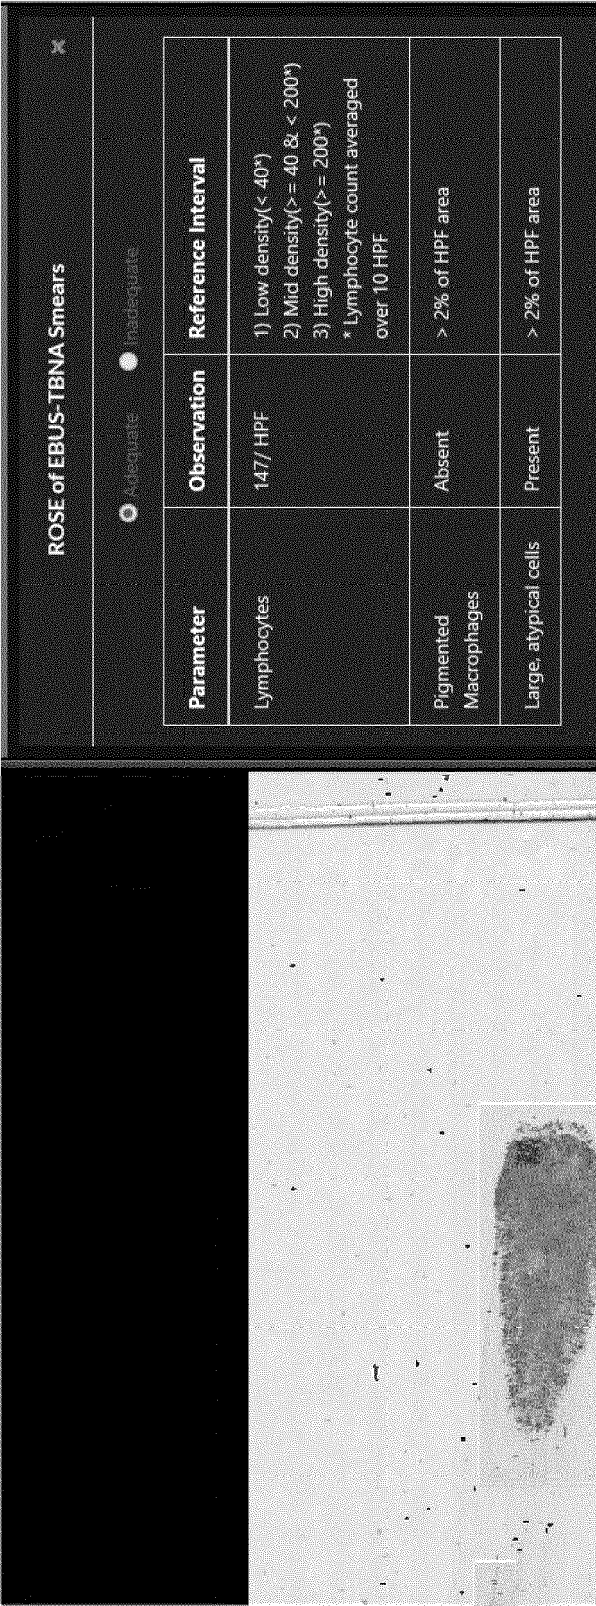 ROSE of EBUS-TBNA Smears
x
Adequate
Inadequate
Parameter
Observation
Reference Interval
Lymphocytes
147/ HPF
1) Low density(< 40*)
2) Mid density(>= 40 & < 200*)
3) High density(>= 200*)
* Lymphocyte count averaged
over 10 HPF
Pigmented
Macrophages
Absent
> 2% of HPF area
Large, atypical cells
Present
> 2% of HPF area